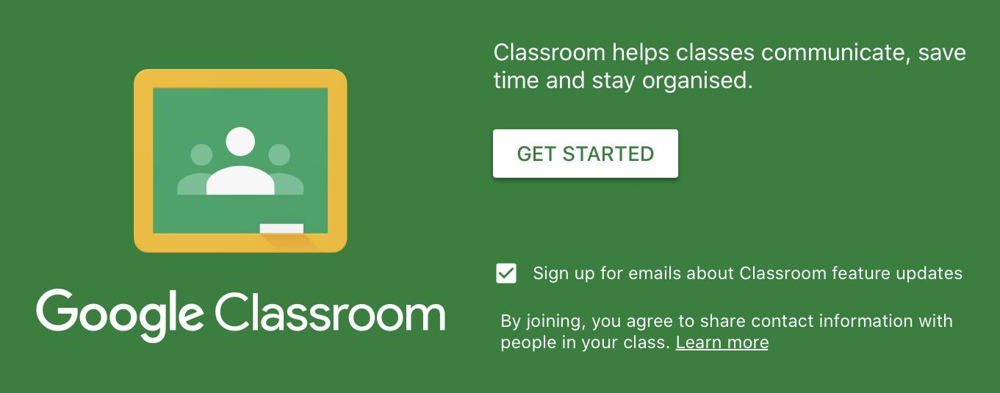 Classroom helps classes communicate, save
time and stay organised.
GET STARTED
Google Classroom
Sign up for emails about Classroom feature updates
By joining, you agree to share contact information with
people in your class. Learn more